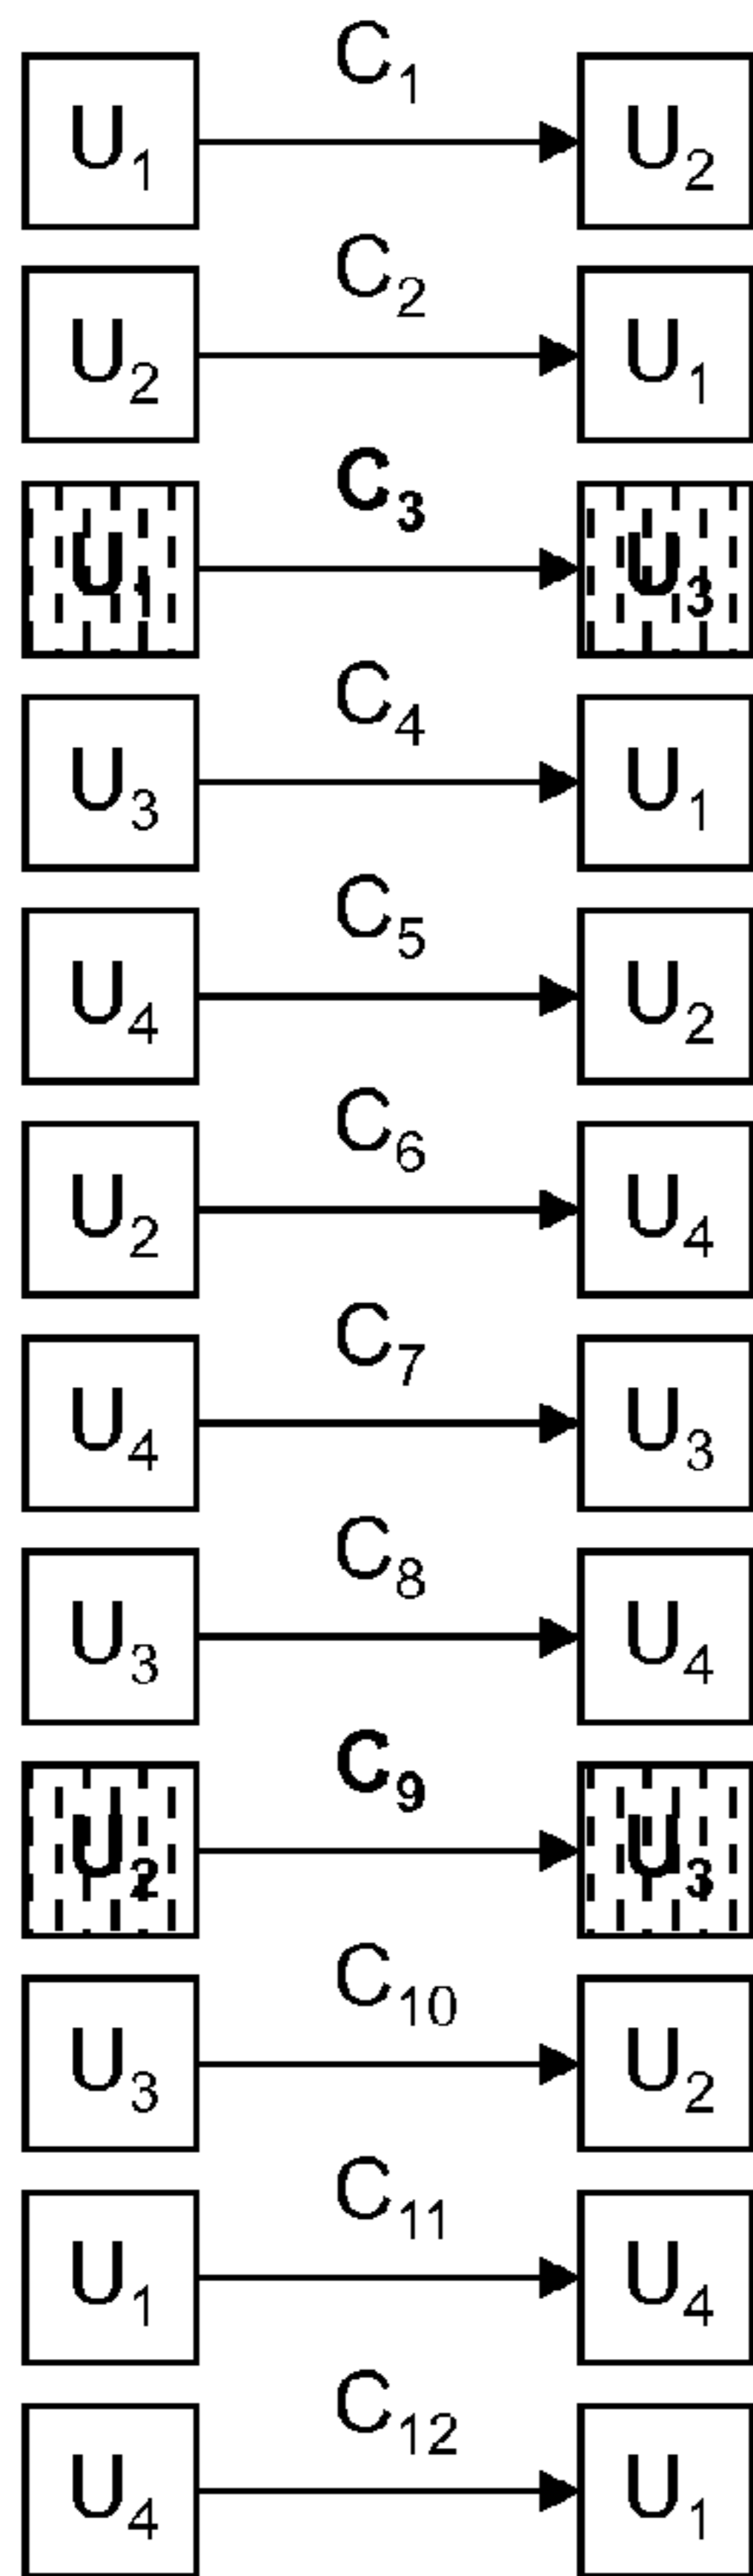 C₁
U₁ U₂
C₂
U₂ U₁
C₃
U₁ U₃
C₄
U₃ U₁
C₅
U₄ U₂
C₆
U₂ U₄
C₇
U₄ U₃
C₈
U₃ U₄
C₉
U₂ U₃
C₁₀
U₃ U₂
C₁₁
U₁ U₄
C₁₂
U₄ U₁